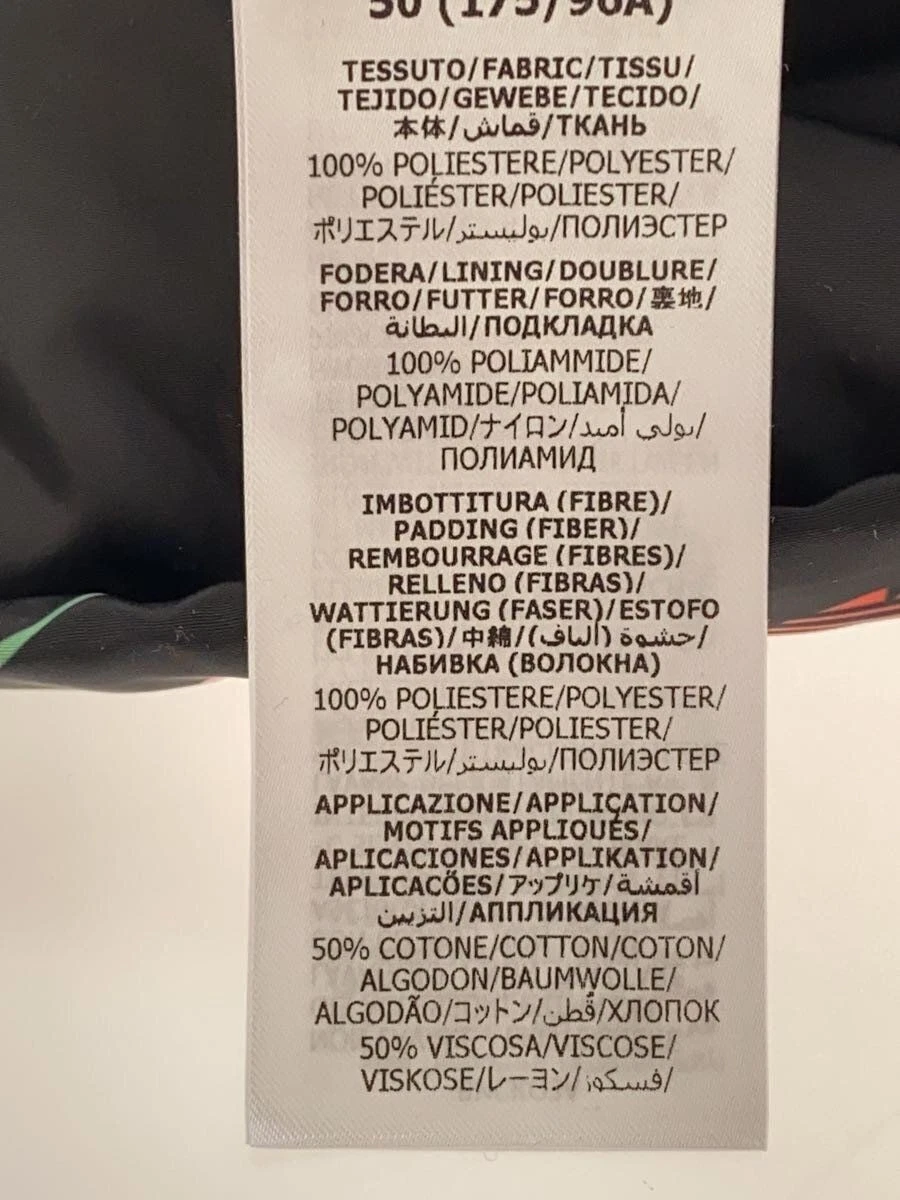 50 (175/96A)
TESSUTO/FABRIC/TISSU/
TEJIDO/GEWEBE/TECIDO/
本体/قماش/ТКАНЬ
100% POLIESTERE/POLYESTER/
POLIÉSTER/POLIESTER/
ポリエステル/بوليستر/ПОЛИЭСТЕР
FODERA/LINING/DOUBLURE/
FORRO/FUTTER/FORRO/裏地/
البطانة/ПОДКЛАДКА
100% POLIAMMIDE/
POLYAMIDE/POLIAMIDA/
POLYAMID/ナイロン/بولي أميد/
ПОЛИАМИД
IMBOTTITURA (FIBRE)/
PADDING (FIBER)/
REMBOURRAGE (FIBRES)/
RELLENO (FIBRAS)/
WATTIERUNG (FASER)/ESTOFO
(FIBRAS)/中綿/حشوة (ألياف)/
НАБИВКА (ВОЛОКНА)
100% POLIESTERE/POLYESTER/
POLIÉSTER/POLIESTER/
ポリエステル/بوليستر/ПОЛИЭСТЕР
APPLICAZIONE/APPLICATION/
MOTIFS APPLIQUÉS/
APLICACIONES/APPLIKATION/
APLICACÕES/アップリケ/أقمشة
التزيين/АППЛИКАЦИЯ
50% COTONE/COTTON/COTON/
ALGODON/BAUMWOLLE/
ALGODÃO/コットン/قطن/ХЛОПОК
50% VISCOSA/VISCOSE/
VISKOSE/レーヨン/فسكوز/